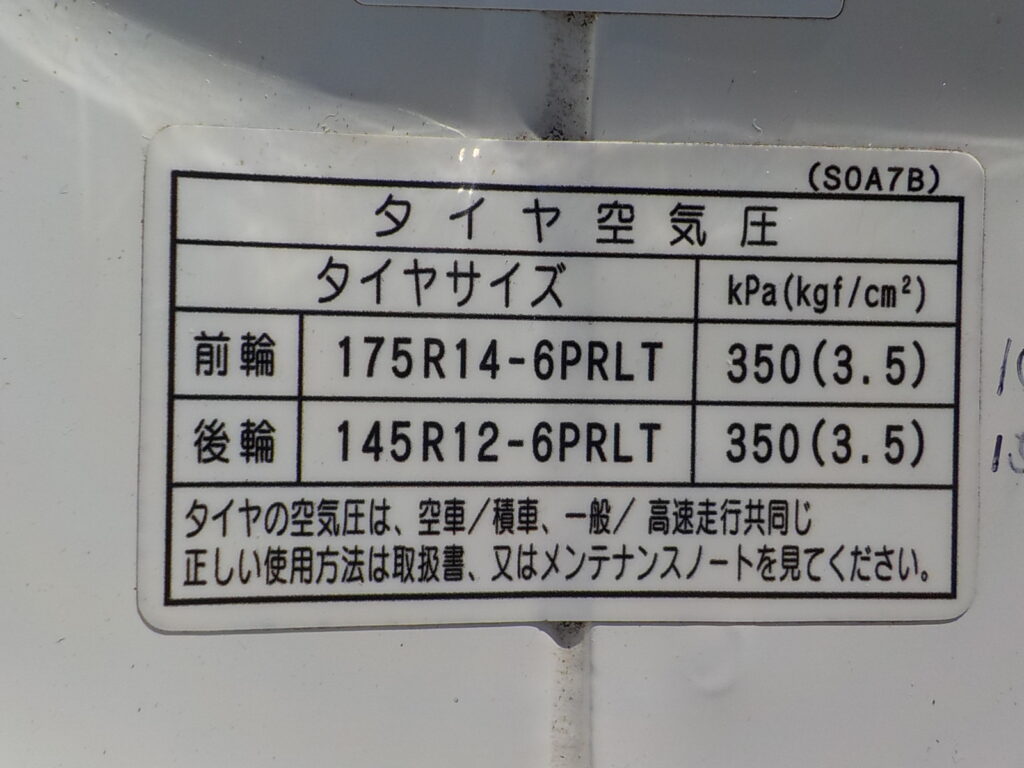 (S0A7B)
タイヤ空気圧
タイヤサイズ kPa(kgf/cm²)
前輪 175R14-6PRLT 350(3.5)
後輪 145R12-6PRLT 350(3.5)
タイヤの空気圧は、空車/積車、一般/高速走行共同じ
正しい使用方法は取扱書、又はメンテナンスノートを見てください。